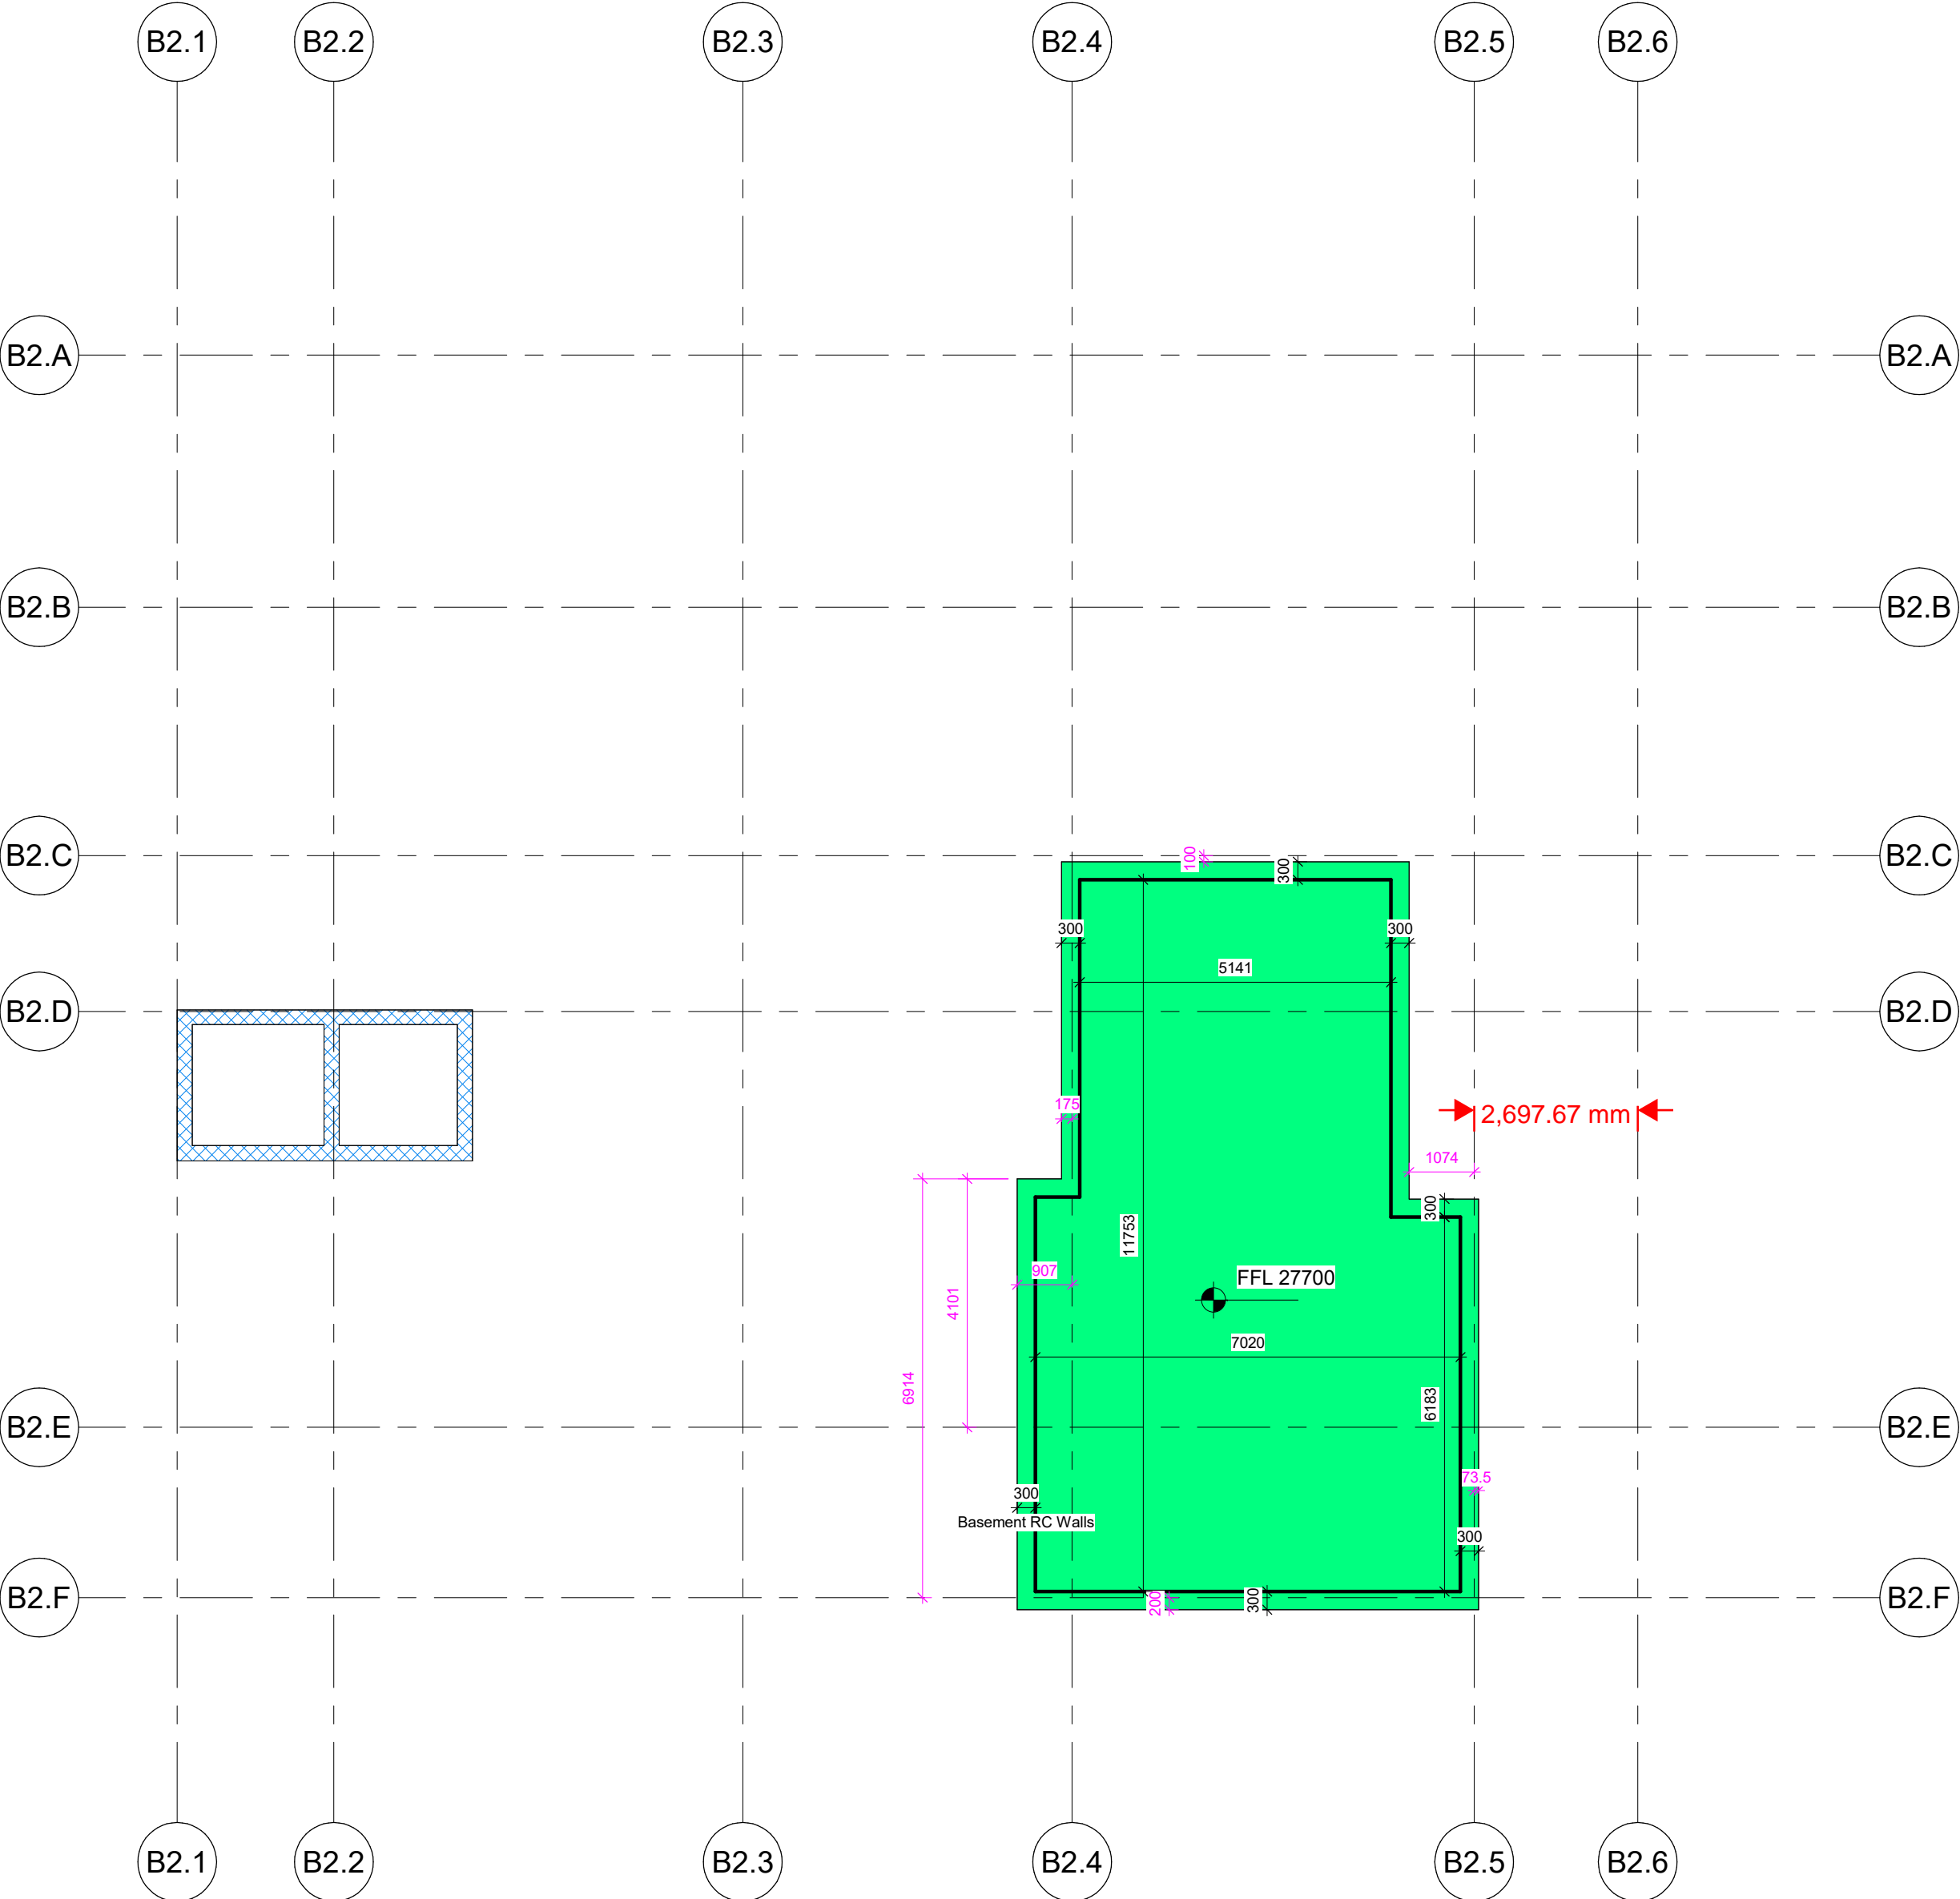 B2.1
B2.2
B2.3
B2.4
B2.5
B2.6
B2.A
B2.A
B2.B
B2.B
B2.C
B2.C
100
300
300
300
5141
B2.D
B2.D
175
2,697.67 mm
1074
300
11753
907
FFL 27700
4101
7020
6914
6183
B2.E
B2.E
73.5
300
Basement RC Walls
300
B2.F
B2.F
200
300
B2.1
B2.2
B2.3
B2.4
B2.5
B2.6